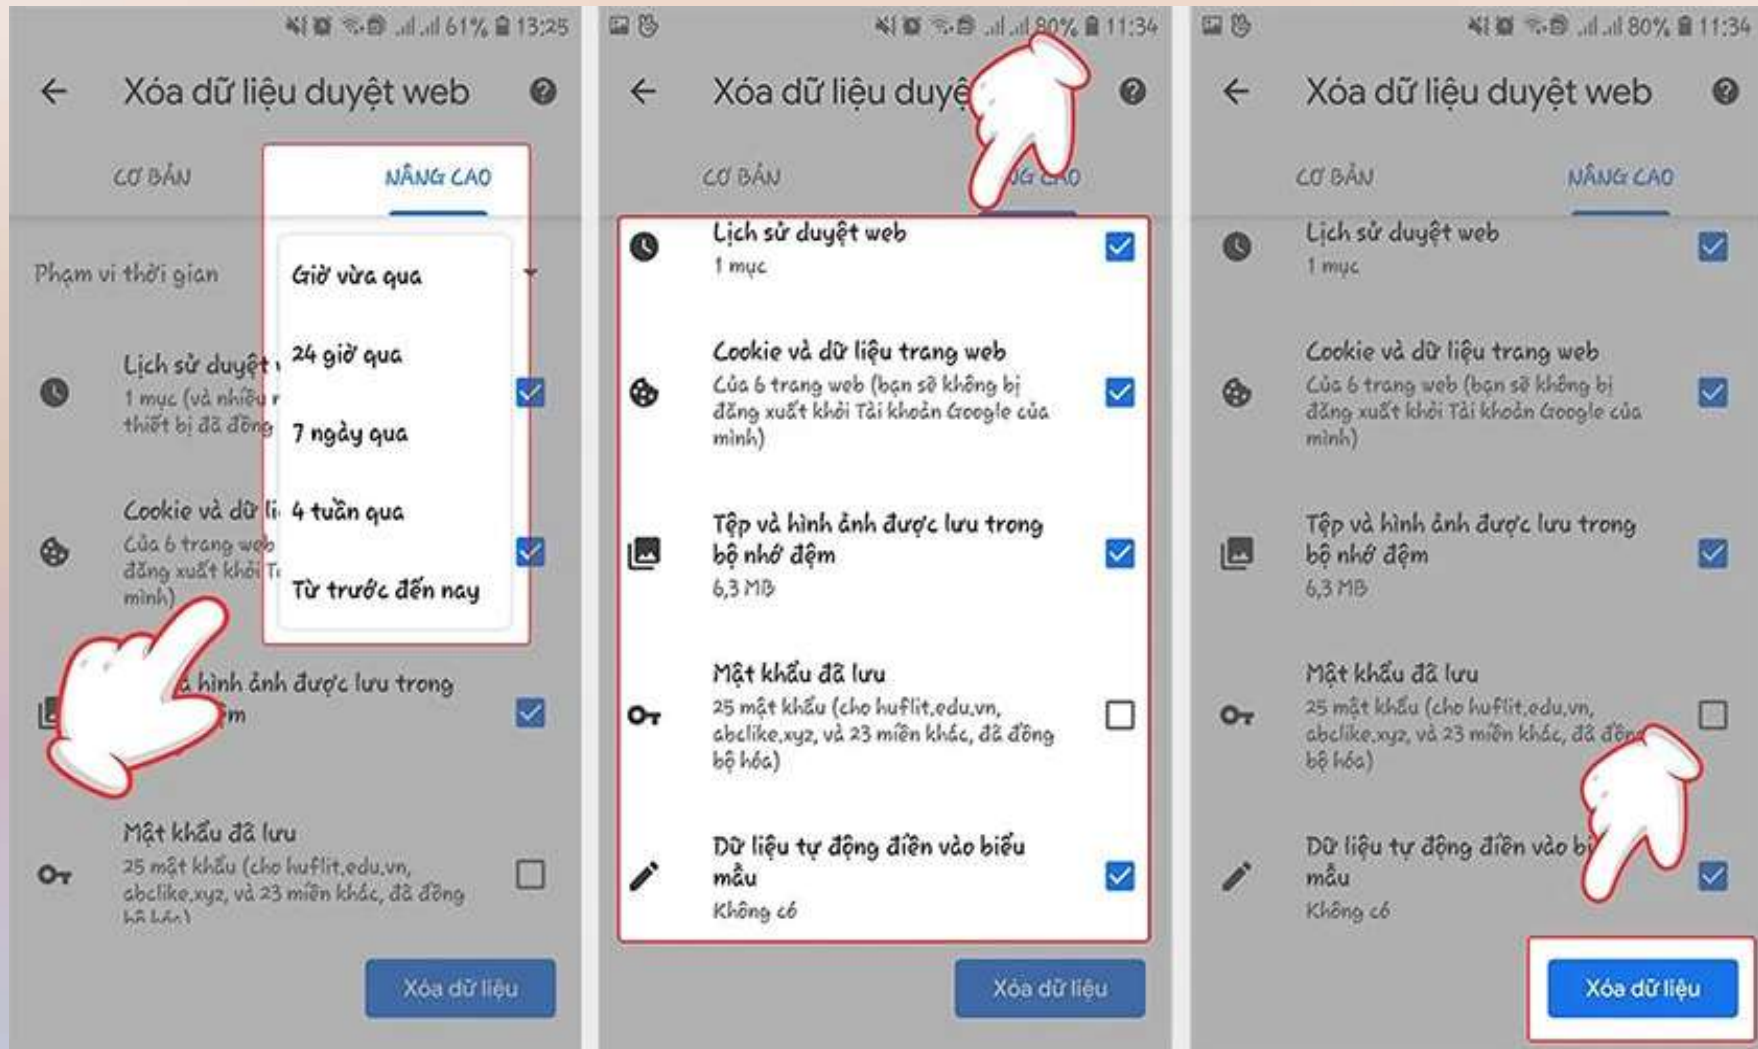 61% 13:25
Xóa dữ liệu duyệt web
CƠ BẢN NÂNG CAO
Phạm vi thời gian
Giờ vừa qua
24 giờ qua
7 ngày qua
4 tuần qua
Từ trước đến nay
Lịch sử duyệt
1 mục (và nhiều
thiết bị đã đồng
Cookie và dữ
Của 6 trang web
đăng xuất khỏi
mình)
hình ảnh được lưu trong
Mật khẩu đã lưu
25 mật khẩu (cho huflit.edu.vn,
abclike.xyz, và 23 miền khác, đã đồng
bộ hóa)
Xóa dữ liệu
80% 11:34
Xóa dữ liệu
CƠ BẢN
Lịch sử duyệt web
1 mục
Cookie và dữ liệu trang web
Của 6 trang web (bạn sẽ không bị
đăng xuất khỏi Tài khoản Google của
mình)
Tệp và hình ảnh được lưu trong
bộ nhớ đệm
6,3 MB
Mật khẩu đã lưu
25 mật khẩu (cho huflit.edu.vn,
abclike.xyz, và 23 miền khác, đã đồng
bộ hóa)
Dữ liệu tự động điền vào biểu
mẫu
Không có
Xóa dữ liệu
80% 11:34
Xóa dữ liệu duyệt web
CƠ BẢN NÂNG CAO
Lịch sử duyệt web
1 mục
Cookie và dữ liệu trang web
Của 6 trang web (bạn sẽ không bị
đăng xuất khỏi Tài khoản Google của
mình)
Tệp và hình ảnh được lưu trong
bộ nhớ đệm
6,3 MB
Mật khẩu đã lưu
25 mật khẩu (cho huflit.edu.vn,
abclike.xyz, và 23 miền khác, đã
bộ hóa)
Dữ liệu tự động điền vào
mẫu
Không có
Xóa dữ liệu